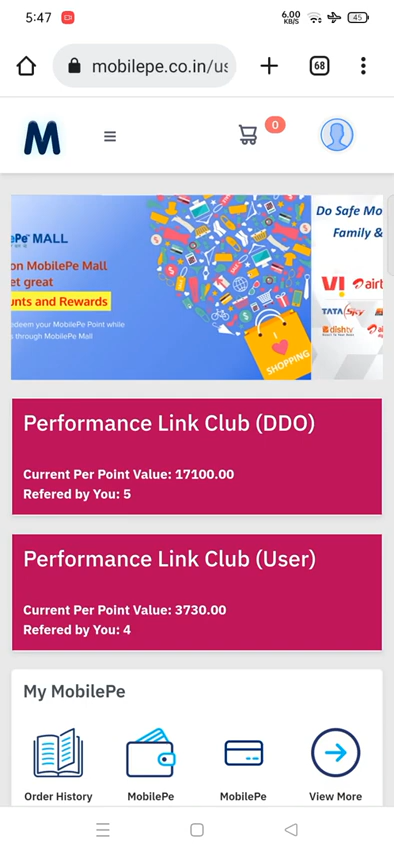 5:47
6.00
KB/S
45
mobilepe.co.in/us
68
M
0
ePe MALL
on MobilePe Mall
et great
unts and Rewards
edeem your MobilePe Point while
s through MobilePe Mall
SHOPPING
Do Safe Mo
Family &
VI airt
TATA Sky
dishtv
Performance Link Club (DDO)
Current Per Point Value: 17100.00
Refered by You: 5
Performance Link Club (User)
Current Per Point Value: 3730.00
Refered by You: 4
My MobilePe
Order History
MobilePe
MobilePe
View More